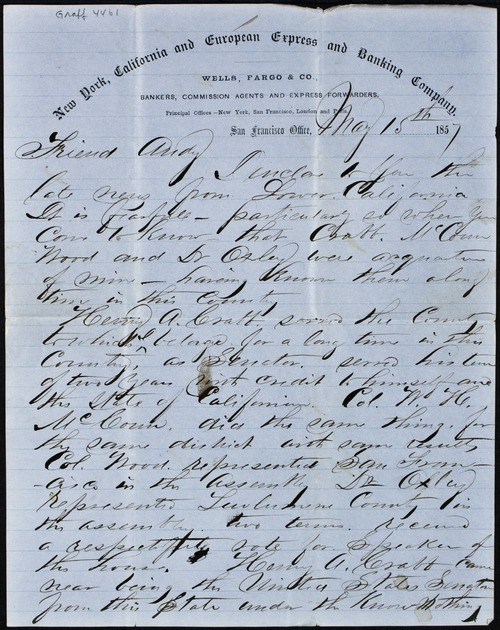 Graff 4461
New York, California and European Express and Banking Company.
WELLS, FARGO & CO.,
BANKERS, COMMISSION AGENTS AND EXPRESS FORWARDERS.
Principal Offices—New York, San Francisco, London and Paris.
San Francisco Office, May 15th 1857
Friend Andy
I enclose to you the
late news from Lower California
It is frightful – particularly so when you
come to know that Crabb, McCoun
Wood and Dr Oxley were acquaintances
of mine – having known them a long
time in this County
Henry A. Crabb served the County
to which I belong for a long time in this
Country as Senator. served his term
of two years with credit to himself and
the State of California. Col. W. H.
McCoun. did the same thing for
the same district with same results
Col. Wood. represented San Fran-
cisco in the assembly Dr Oxley
represented Tuolumne County in
the assembly two terms. received
a respectful vote for speaker of
the house. Henry A. Crabb came
near being the United States Senator
from this State under the Know Nothing